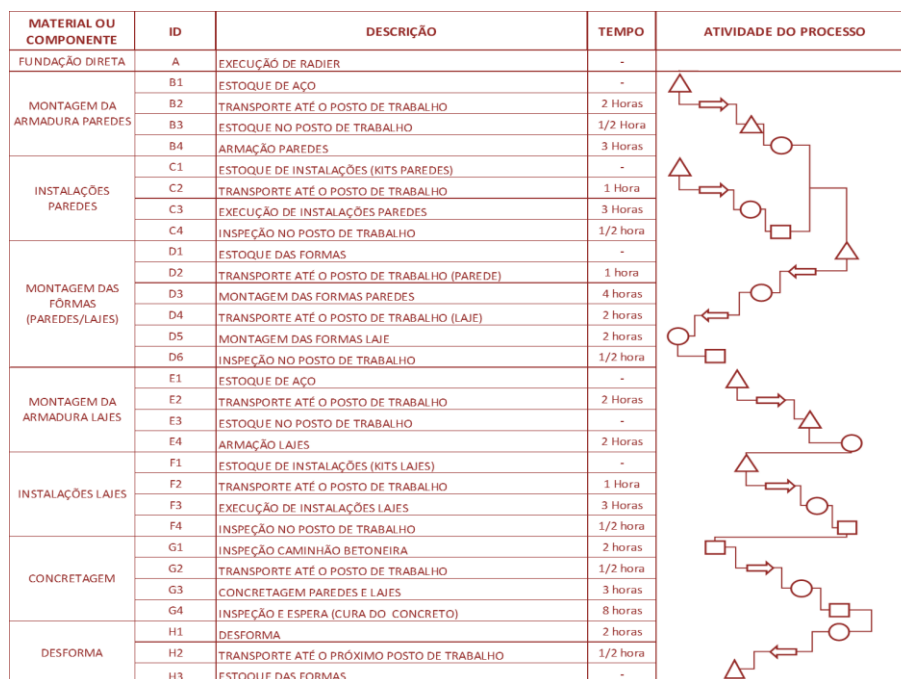 MATERIAL OU COMPONENTE ID DESCRIÇÃO TEMPO ATIVIDADE DO PROCESSO
FUNDAÇÃO DIRETA A EXECUÇÃÓ DE RADIER -
MONTAGEM DA ARMADURA PAREDES
B1 ESTOQUE DE AÇO -
B2 TRANSPORTE ATÉ O POSTO DE TRABALHO 2 Horas
B3 ESTOQUE NO POSTO DE TRABALHO 1/2 Hora
B4 ARMAÇÃO PAREDES 3 Horas
INSTALAÇÕES PAREDES
C1 ESTOQUE DE INSTALAÇÕES (KITS PAREDES) -
C2 TRANSPORTE ATÉ O POSTO DE TRABALHO 1 Hora
C3 EXECUÇÃO DE INSTALAÇÕES PAREDES 3 Horas
C4 INSPEÇÃO NO POSTO DE TRABALHO 1/2 hora
MONTAGEM DAS FÔRMAS (PAREDES/LAJES)
D1 ESTOQUE DAS FORMAS -
D2 TRANSPORTE ATÉ O POSTO DE TRABALHO (PAREDE) 1 hora
D3 MONTAGEM DAS FORMAS PAREDES 4 horas
D4 TRANSPORTE ATÉ O POSTO DE TRABALHO (LAJE) 2 horas
D5 MONTAGEM DAS FORMAS LAJE 2 horas
D6 INSPEÇÃO NO POSTO DE TRABALHO 1/2 hora
MONTAGEM DA ARMADURA LAJES
E1 ESTOQUE DE AÇO -
E2 TRANSPORTE ATÉ O POSTO DE TRABALHO 2 Horas
E3 ESTOQUE NO POSTO DE TRABALHO -
E4 ARMAÇÃO LAJES 2 Horas
INSTALAÇÕES LAJES
F1 ESTOQUE DE INSTALAÇÕES (KITS LAJES) -
F2 TRANSPORTE ATÉ O POSTO DE TRABALHO 1 Hora
F3 EXECUÇÃO DE INSTALAÇÕES LAJES 3 Horas
F4 INSPEÇÃO NO POSTO DE TRABALHO 1/2 hora
CONCRETAGEM
G1 INSPEÇÃO CAMINHÃO BETONEIRA 2 horas
G2 TRANSPORTE ATÉ O POSTO DE TRABALHO 1/2 hora
G3 CONCRETAGEM PAREDES E LAJES 3 horas
G4 INSPEÇÃO E ESPERA (CURA DO CONCRETO) 8 horas
DESFORMA
H1 DESFORMA 2 horas
H2 TRANSPORTE ATÉ O PRÓXIMO POSTO DE TRABALHO 1/2 hora
H3 ESTOQUE DAS FORMAS -